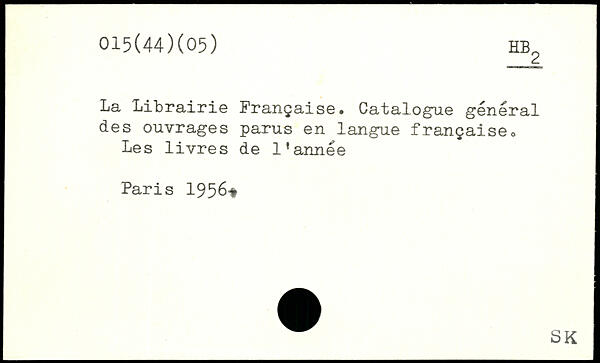 015(44)(05)
HB2
La Librairie Française. Catalogue général
des ouvrages parus en langue française.
Les livres de l'année
Paris 1956
SK